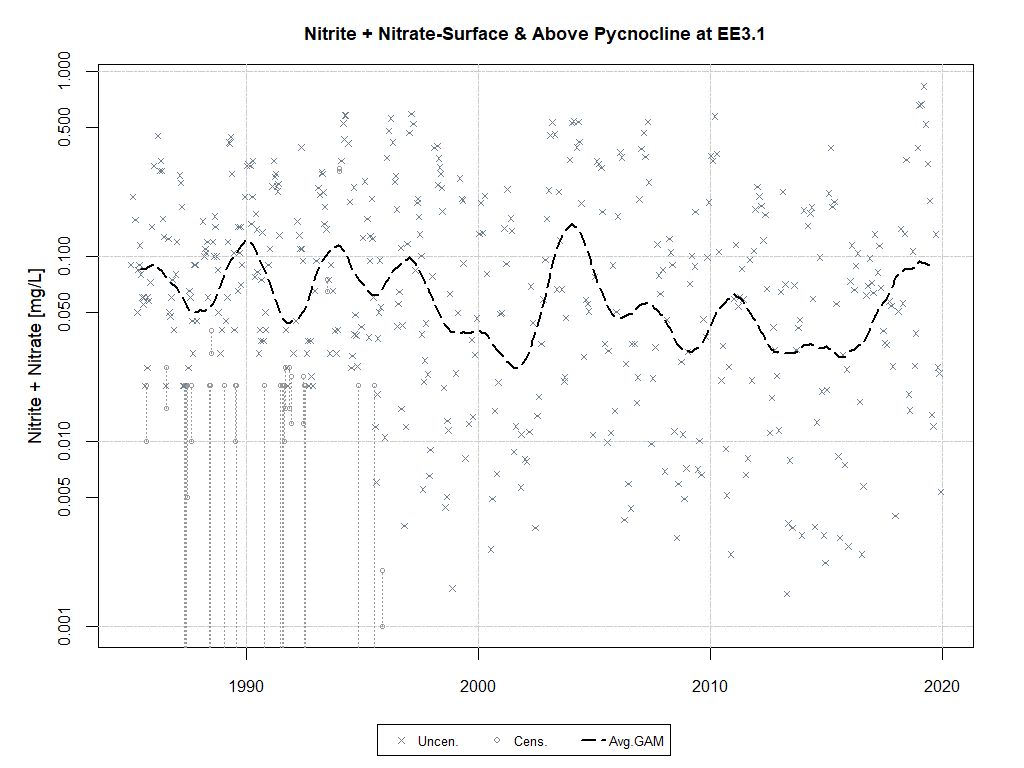 Nitrite + Nitrate-Surface & Above Pycnocline at EE3.1
Nitrite + Nitrate [mg/L]
1.000
0.500
0.100
0.050
0.010
0.005
0.001
1990 2000 2010 2020
Uncen. Cens. Avg.GAM